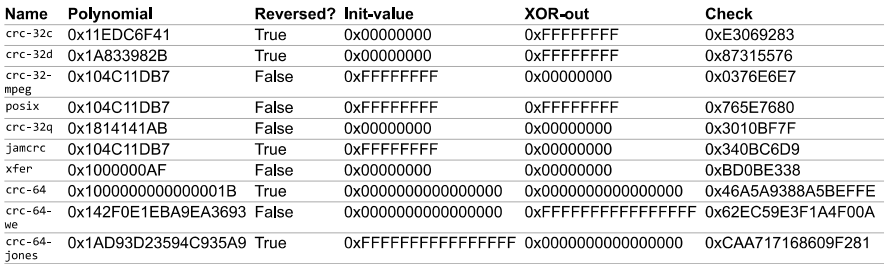 Name Polynomial Reversed? Init-value XOR-out Check
crc-32c 0x11EDC6F41 True 0x00000000 0xFFFFFFFF 0xE3069283
crc-32d 0x1A833982B True 0x00000000 0xFFFFFFFF 0x87315576
crc-32- 0x104C11DB7 False 0xFFFFFFFF 0x00000000 0x0376E6E7
mpeg
posix 0x104C11DB7 False 0xFFFFFFFF 0xFFFFFFFF 0x765E7680
crc-32q 0x1814141AB False 0x00000000 0x00000000 0x3010BF7F
jamcrc 0x104C11DB7 True 0xFFFFFFFF 0x00000000 0x340BC6D9
xfer 0x1000000AF False 0x00000000 0x00000000 0xBD0BE338
crc-64 0x1000000000000001B True 0x0000000000000000 0x0000000000000000 0x46A5A9388A5BEFFE
crc-64- 0x142F0E1EBA9EA3693 False 0x0000000000000000 0xFFFFFFFFFFFFFFFF 0x62EC59E3F1A4F00A
we
crc-64- 0x1AD93D23594C935A9 True 0xFFFFFFFFFFFFFFFF 0x0000000000000000 0xCAA717168609F281
jones